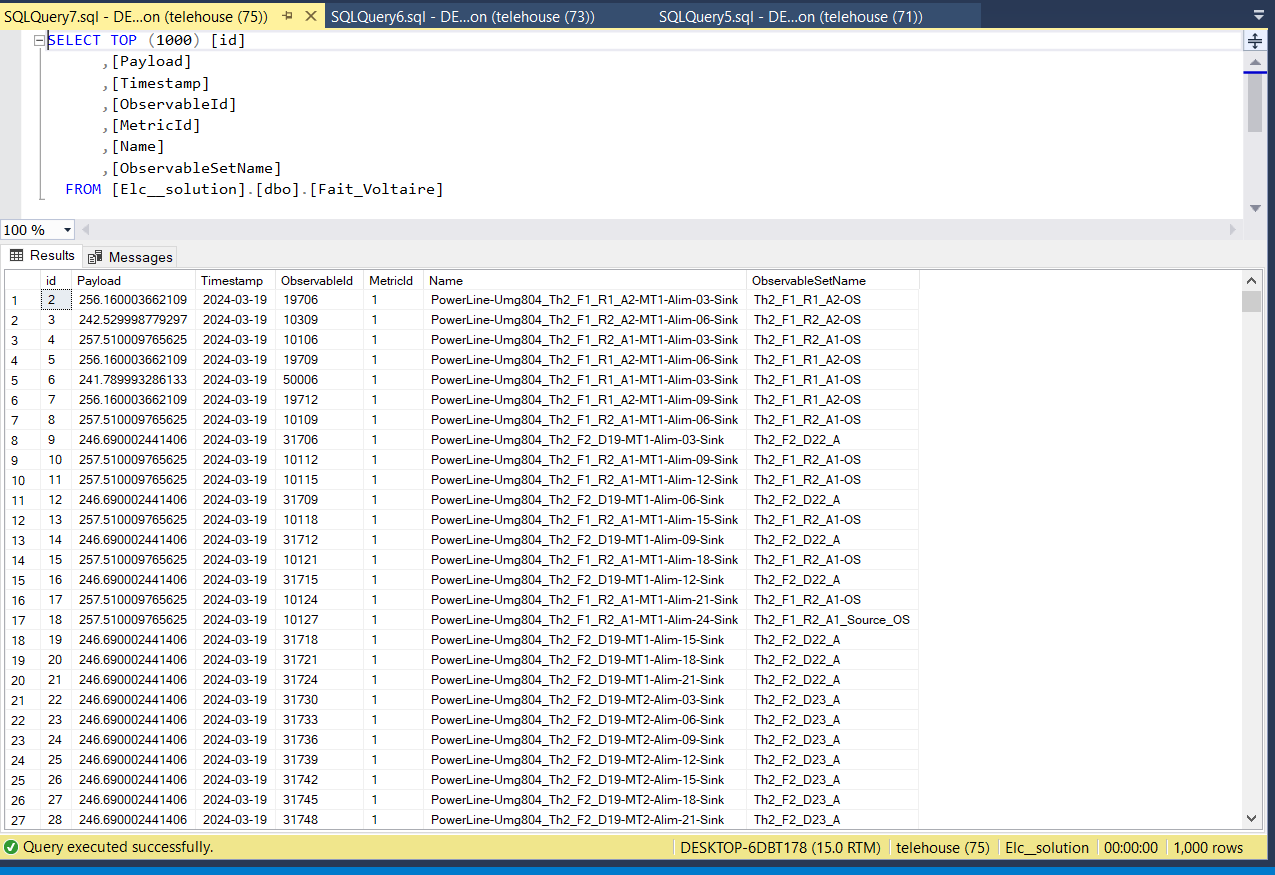 SQLQuery7.sql - DE...on (telehouse (75)) SQLQuery6.sql - DE...on (telehouse (73)) SQLQuery5.sql - DE...on (telehouse (71))
SELECT TOP (1000) [id]
,[Payload]
,[Timestamp]
,[ObservableId]
,[MetricId]
,[Name]
,[ObservableSetName]
FROM [Elc__solution].[dbo].[Fait_Voltaire]
100 %
Results Messages
id Payload Timestamp ObservableId MetricId Name ObservableSetName
1 2 256.160003662109 2024-03-19 19706 1 PowerLine-Umg804_Th2_F1_R1_A2-MT1-Alim-03-Sink Th2_F1_R1_A2-OS
2 3 242.529998779297 2024-03-19 10309 1 PowerLine-Umg804_Th2_F1_R2_A2-MT1-Alim-06-Sink Th2_F1_R2_A2-OS
3 4 257.510009765625 2024-03-19 10106 1 PowerLine-Umg804_Th2_F1_R2_A1-MT1-Alim-03-Sink Th2_F1_R2_A1-OS
4 5 256.160003662109 2024-03-19 19709 1 PowerLine-Umg804_Th2_F1_R1_A2-MT1-Alim-06-Sink Th2_F1_R1_A2-OS
5 6 241.789993286133 2024-03-19 50006 1 PowerLine-Umg804_Th2_F1_R1_A1-MT1-Alim-03-Sink Th2_F1_R1_A1-OS
6 7 256.160003662109 2024-03-19 19712 1 PowerLine-Umg804_Th2_F1_R1_A2-MT1-Alim-09-Sink Th2_F1_R1_A2-OS
7 8 257.510009765625 2024-03-19 10109 1 PowerLine-Umg804_Th2_F1_R2_A1-MT1-Alim-06-Sink Th2_F1_R2_A1-OS
8 9 246.690002441406 2024-03-19 31706 1 PowerLine-Umg804_Th2_F2_D19-MT1-Alim-03-Sink Th2_F2_D22_A
9 10 257.510009765625 2024-03-19 10112 1 PowerLine-Umg804_Th2_F1_R2_A1-MT1-Alim-09-Sink Th2_F1_R2_A1-OS
10 11 257.510009765625 2024-03-19 10115 1 PowerLine-Umg804_Th2_F1_R2_A1-MT1-Alim-12-Sink Th2_F1_R2_A1-OS
11 12 246.690002441406 2024-03-19 31709 1 PowerLine-Umg804_Th2_F2_D19-MT1-Alim-06-Sink Th2_F2_D22_A
12 13 257.510009765625 2024-03-19 10118 1 PowerLine-Umg804_Th2_F1_R2_A1-MT1-Alim-15-Sink Th2_F1_R2_A1-OS
13 14 246.690002441406 2024-03-19 31712 1 PowerLine-Umg804_Th2_F2_D19-MT1-Alim-09-Sink Th2_F2_D22_A
14 15 257.510009765625 2024-03-19 10121 1 PowerLine-Umg804_Th2_F1_R2_A1-MT1-Alim-18-Sink Th2_F1_R2_A1-OS
15 16 246.690002441406 2024-03-19 31715 1 PowerLine-Umg804_Th2_F2_D19-MT1-Alim-12-Sink Th2_F2_D22_A
16 17 257.510009765625 2024-03-19 10124 1 PowerLine-Umg804_Th2_F1_R2_A1-MT1-Alim-21-Sink Th2_F1_R2_A1-OS
17 18 257.510009765625 2024-03-19 10127 1 PowerLine-Umg804_Th2_F1_R2_A1-MT1-Alim-24-Sink Th2_F1_R2_A1_Source_OS
18 19 246.690002441406 2024-03-19 31718 1 PowerLine-Umg804_Th2_F2_D19-MT1-Alim-15-Sink Th2_F2_D22_A
19 20 246.690002441406 2024-03-19 31721 1 PowerLine-Umg804_Th2_F2_D19-MT1-Alim-18-Sink Th2_F2_D22_A
20 21 246.690002441406 2024-03-19 31724 1 PowerLine-Umg804_Th2_F2_D19-MT1-Alim-21-Sink Th2_F2_D22_A
21 22 246.690002441406 2024-03-19 31730 1 PowerLine-Umg804_Th2_F2_D19-MT2-Alim-03-Sink Th2_F2_D23_A
22 23 246.690002441406 2024-03-19 31733 1 PowerLine-Umg804_Th2_F2_D19-MT2-Alim-06-Sink Th2_F2_D23_A
23 24 246.690002441406 2024-03-19 31736 1 PowerLine-Umg804_Th2_F2_D19-MT2-Alim-09-Sink Th2_F2_D23_A
24 25 246.690002441406 2024-03-19 31739 1 PowerLine-Umg804_Th2_F2_D19-MT2-Alim-12-Sink Th2_F2_D23_A
25 26 246.690002441406 2024-03-19 31742 1 PowerLine-Umg804_Th2_F2_D19-MT2-Alim-15-Sink Th2_F2_D23_A
26 27 246.690002441406 2024-03-19 31745 1 PowerLine-Umg804_Th2_F2_D19-MT2-Alim-18-Sink Th2_F2_D23_A
27 28 246.690002441406 2024-03-19 31748 1 PowerLine-Umg804_Th2_F2_D19-MT2-Alim-21-Sink Th2_F2_D23_A
Query executed successfully. DESKTOP-6DBT178 (15.0 RTM) telehouse (75) Elc__solution 00:00:00 1,000 rows